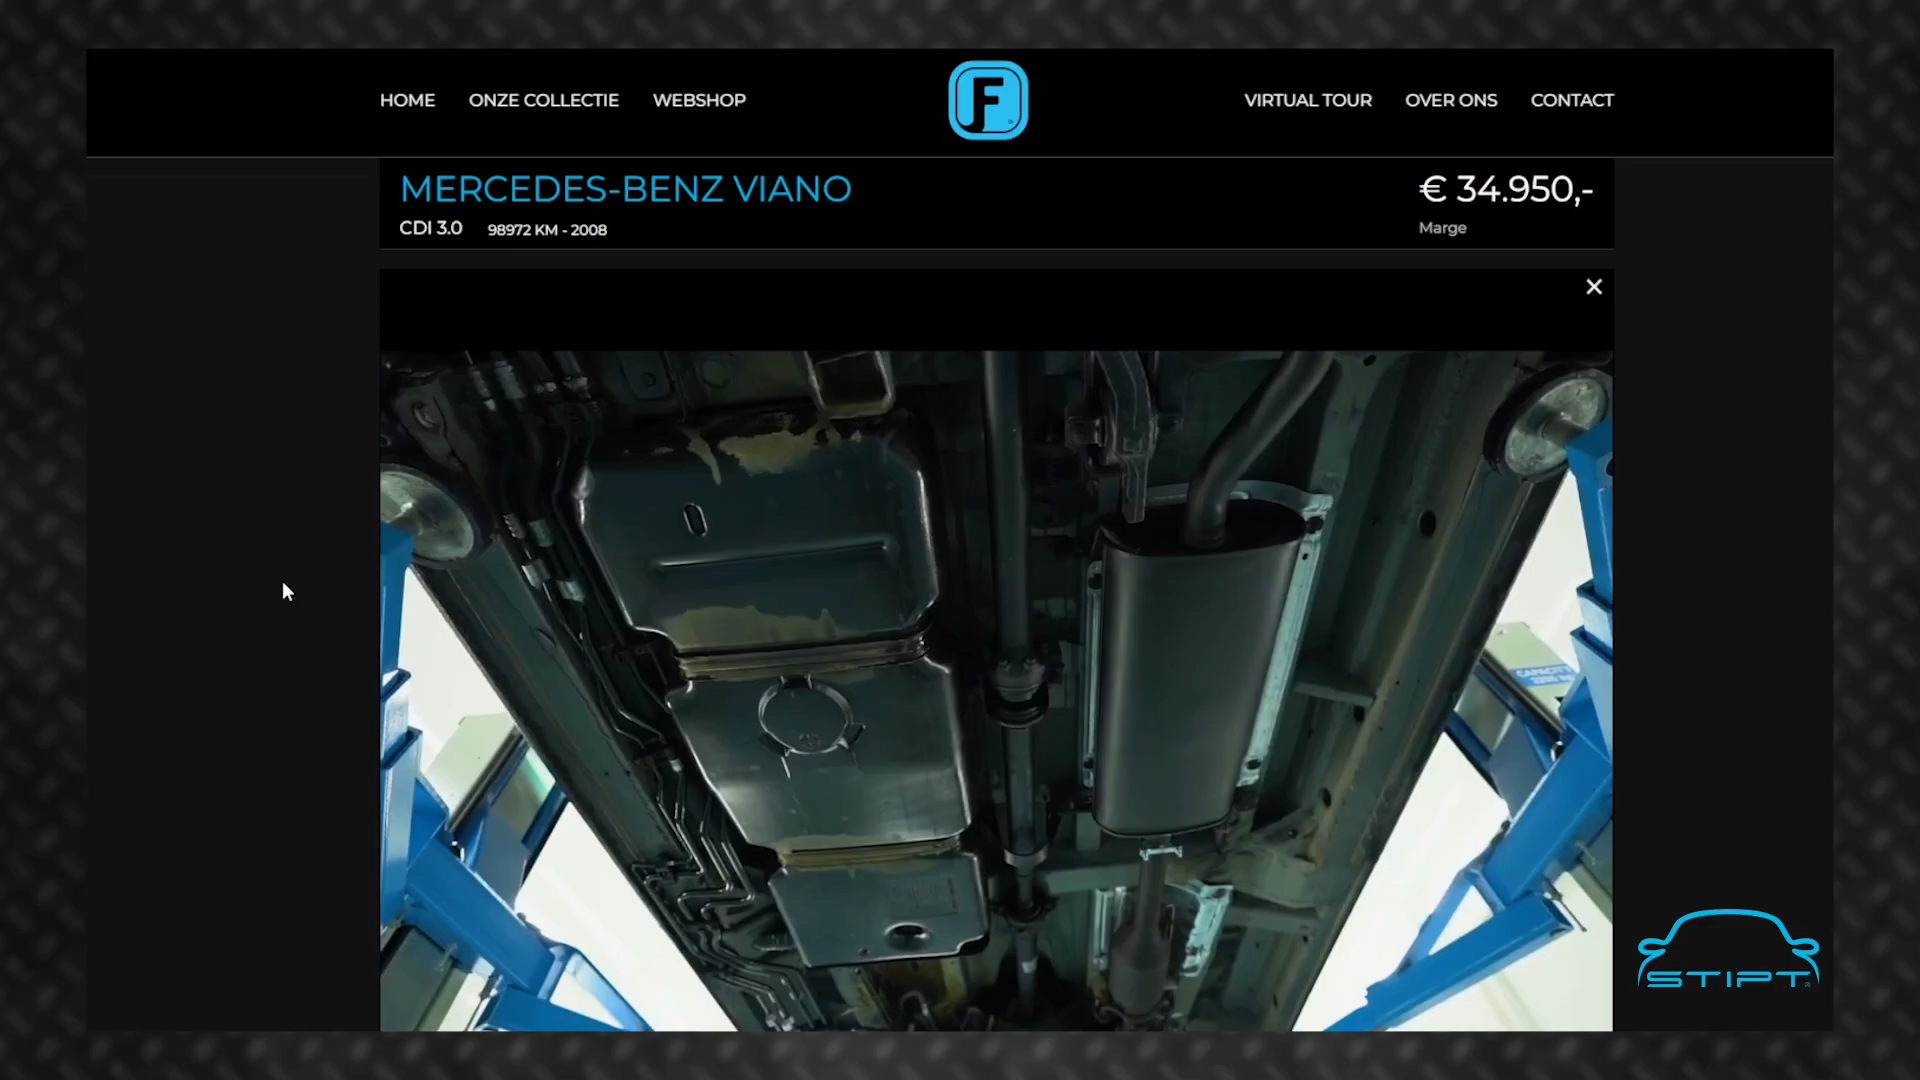 HOME ONZE COLLECTIE WEBSHOP F VIRTUAL TOUR OVER ONS CONTACT
MERCEDES-BENZ VIANO € 34.950,-
CDI 3.0 98972 KM - 2008 Marge
CAPACITY
STIPT